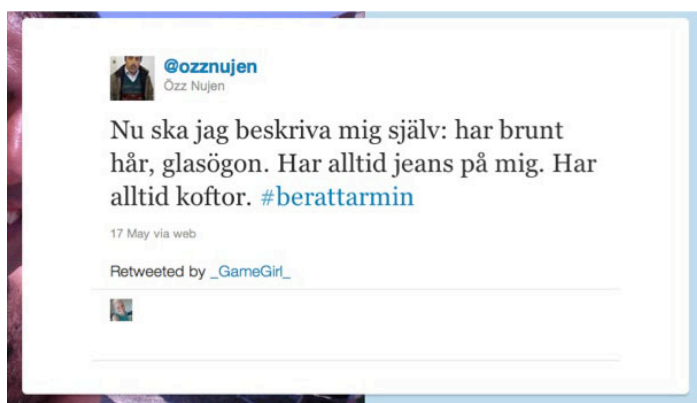 @ozznujen
Özz Nujen
Nu ska jag beskriva mig själv: har brunt
hår, glasögon. Har alltid jeans på mig. Har
alltid koftor. #berattarmin
17 May via web
Retweeted by _GameGirl_